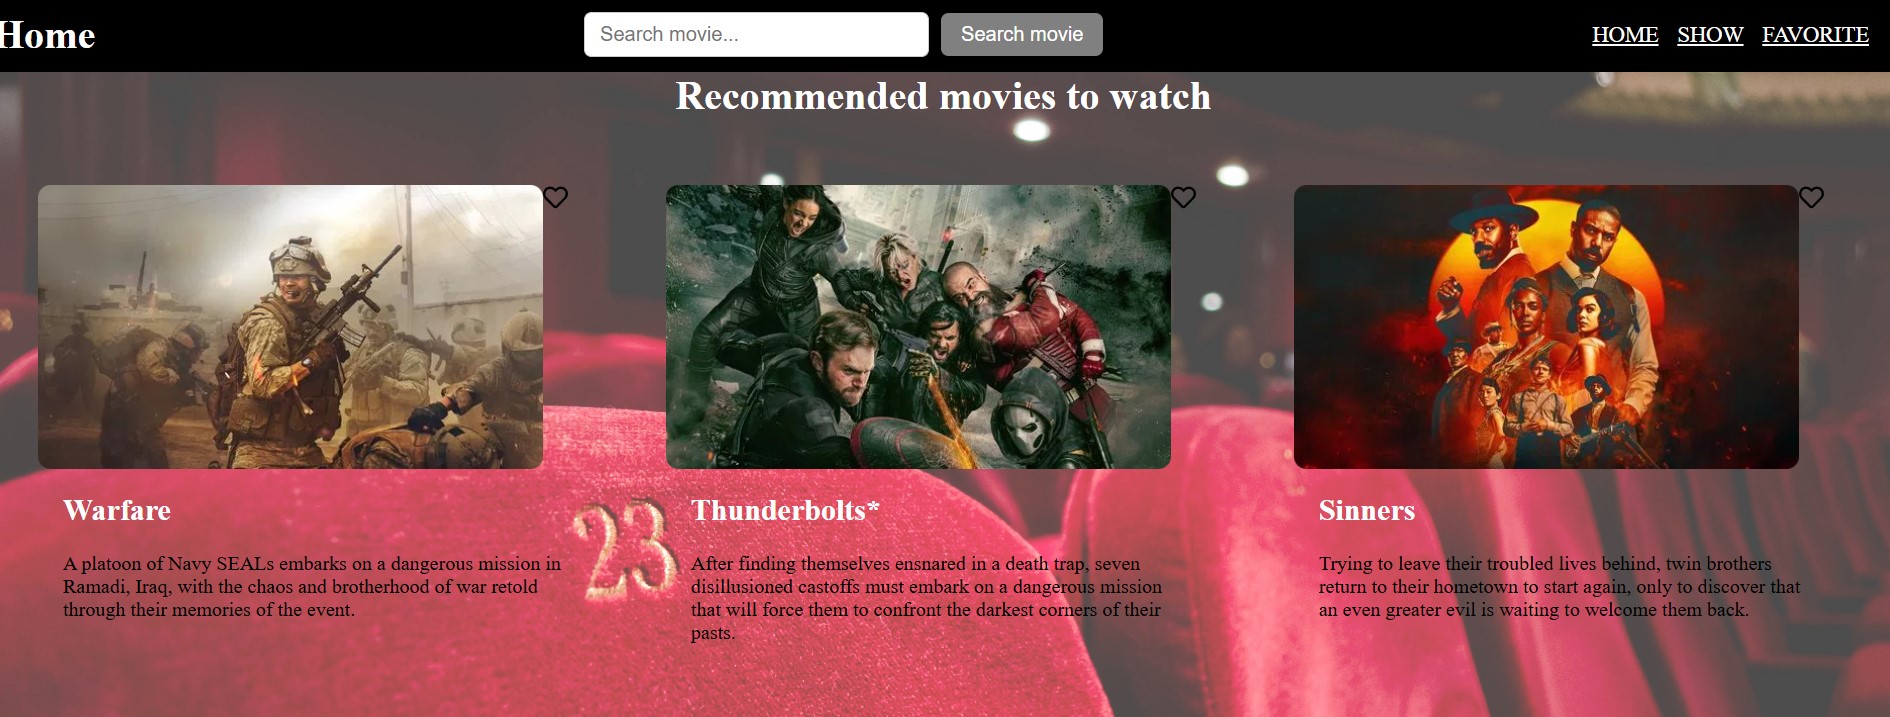 Home
Search movie...
Search movie
HOME SHOW FAVORITE
Recommended movies to watch
Warfare
A platoon of Navy SEALs embarks on a dangerous mission in
Ramadi, Iraq, with the chaos and brotherhood of war retold
through their memories of the event.
23
Thunderbolts*
After finding themselves ensnared in a death trap, seven
disillusioned castoffs must embark on a dangerous mission
that will force them to confront the darkest corners of their
pasts.
Sinners
Trying to leave their troubled lives behind, twin brothers
return to their hometown to start again, only to discover that
an even greater evil is waiting to welcome them back.